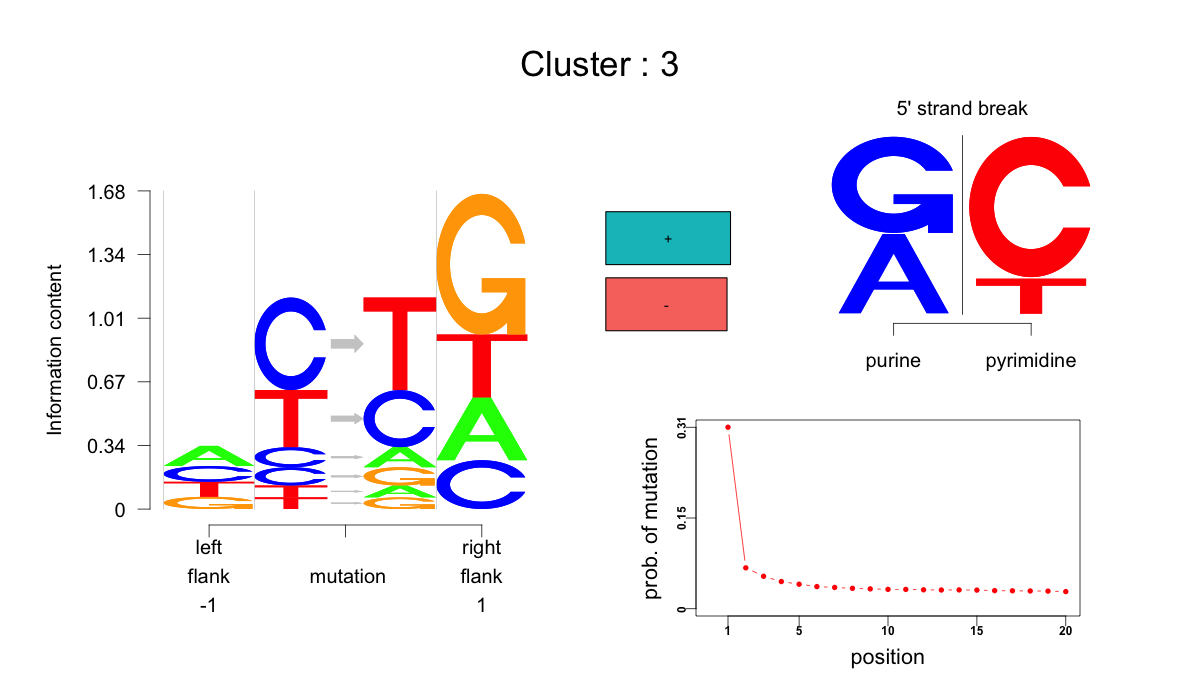 Cluster : 3
5' strand break
G C
A T
purine pyrimidine
+
-
Information content
1.68
1.34
1.01
0.67
0.34
0
A C T G
C T C C T T
T C A G A G
G T A C
left
flank
-1
mutation
right
flank
1
prob. of mutation
0.31
0.15
0
1 5 10 15 20
position